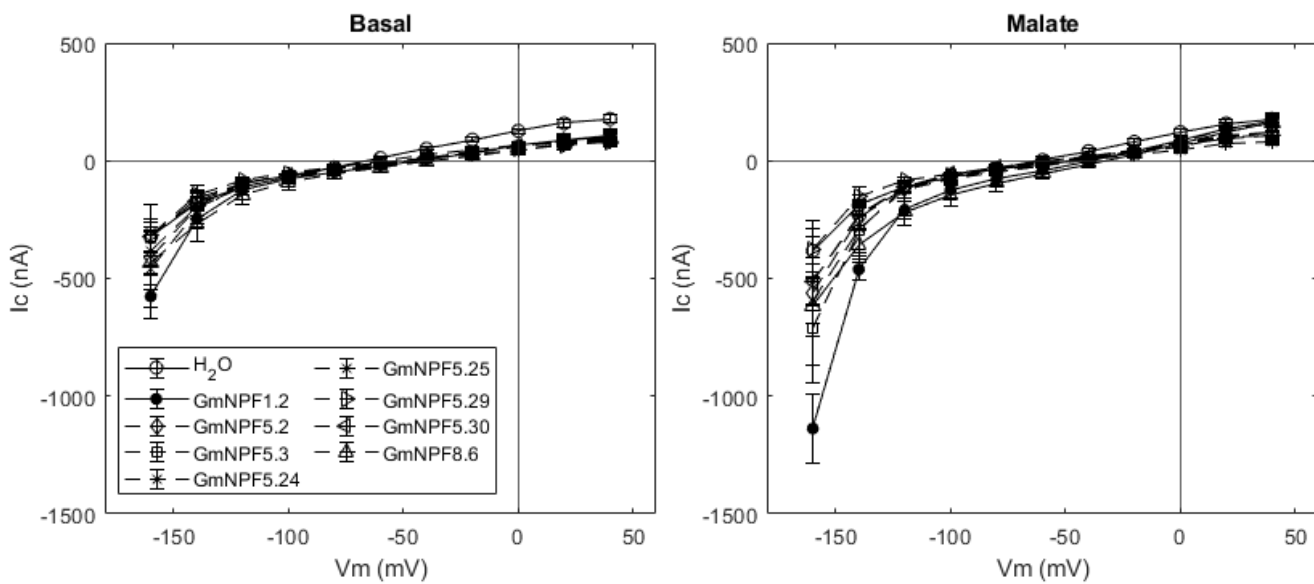 Basal
Malate
500
0
-500
-1000
-1500
Ic (nA)
-150
-100
-50
0
50
Vm (mV)
H₂O
GmNPF1.2
GmNPF5.2
GmNPF5.3
GmNPF5.24
GmNPF5.25
GmNPF5.29
GmNPF5.30
GmNPF8.6
500
0
-500
-1000
-1500
Ic (nA)
-150
-100
-50
0
50
Vm (mV)